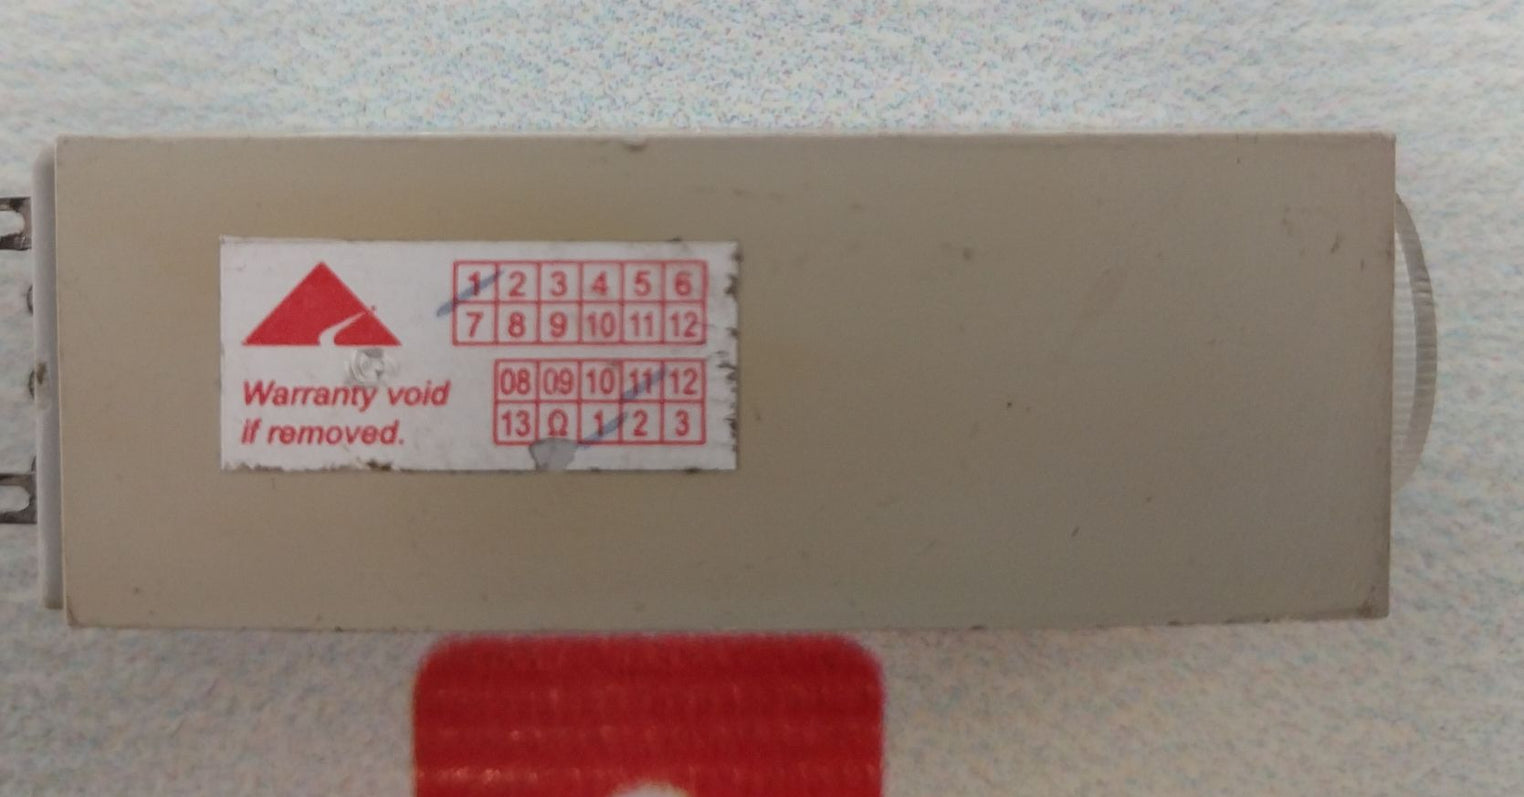 1 2 3 4 5 6
7 8 9 10 11 12
08 09 10 11 12
13 Ω 1 2 3
Warranty void
if removed.